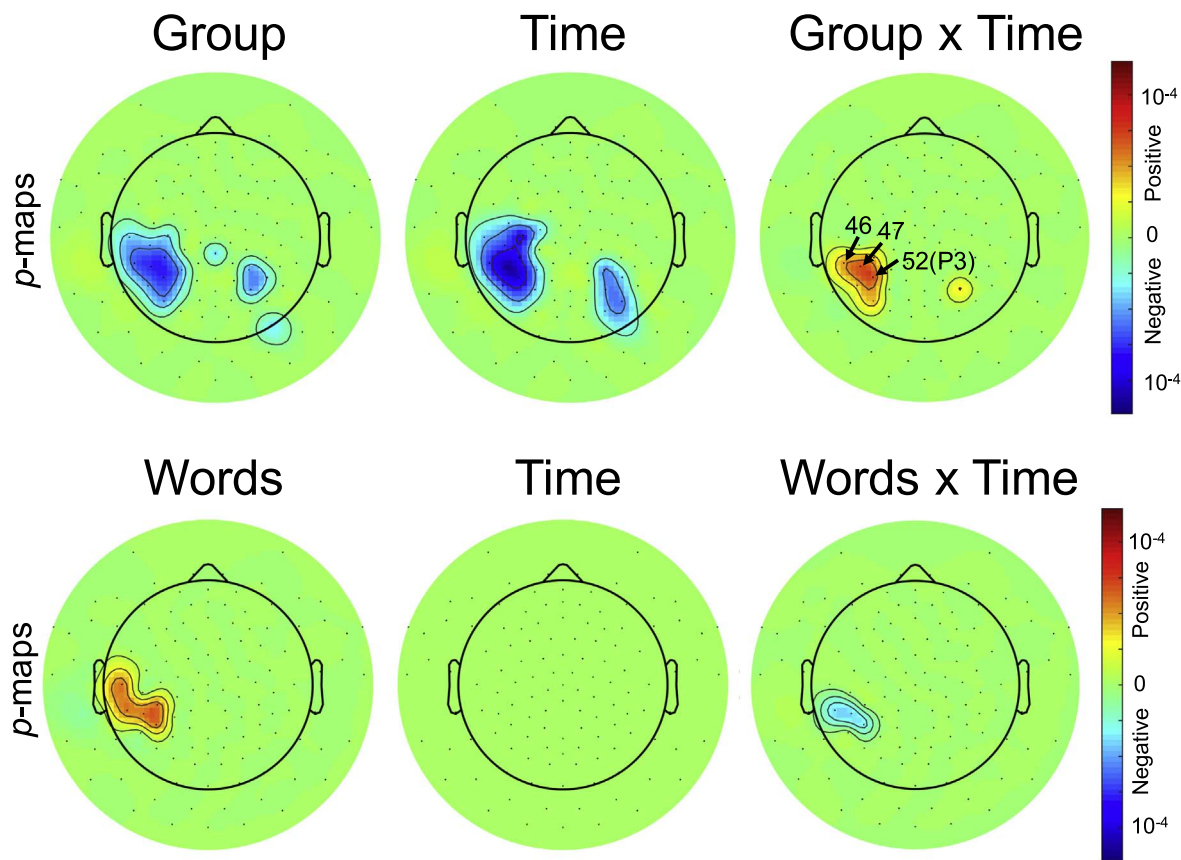 Group
Time
Group x Time
p-maps
46
47
52(P3)
10-4
Positive
0
Negative
10-4
Words
Time
Words x Time
p-maps
10-4
Positive
0
Negative
10-4